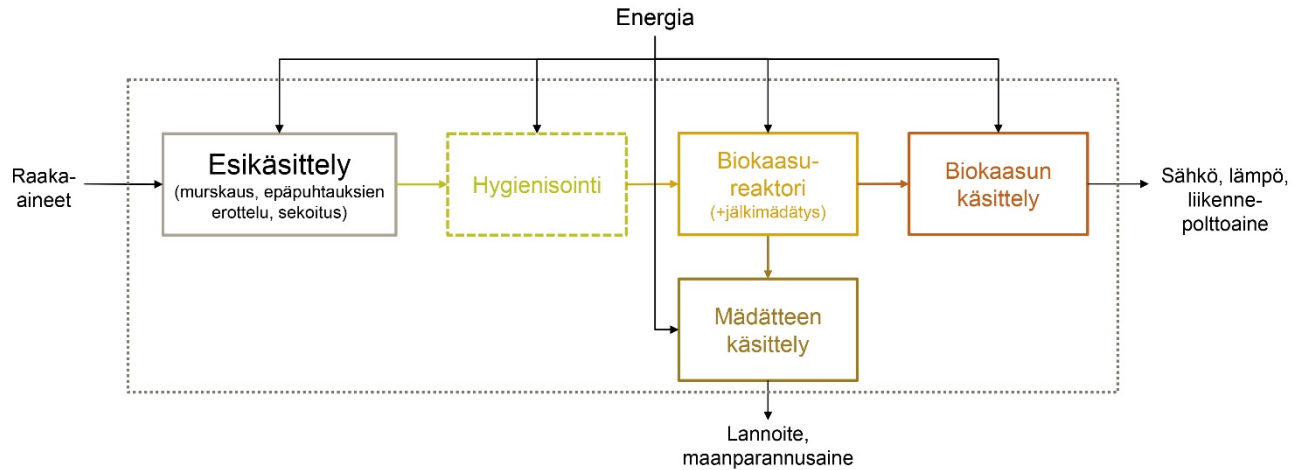 Energia
Raaka-
aineet
Esikäsittely
(murskaus, epäpuhtauksien
erottelu, sekoitus)
Hygienisointi
Biokaasu-
reaktori
(+jälkimädätys)
Biokaasun
käsittely
Sähkö, lämpö,
liikenne-
polttoaine
Mädätteen
käsittely
Lannoite,
maanparannusaine